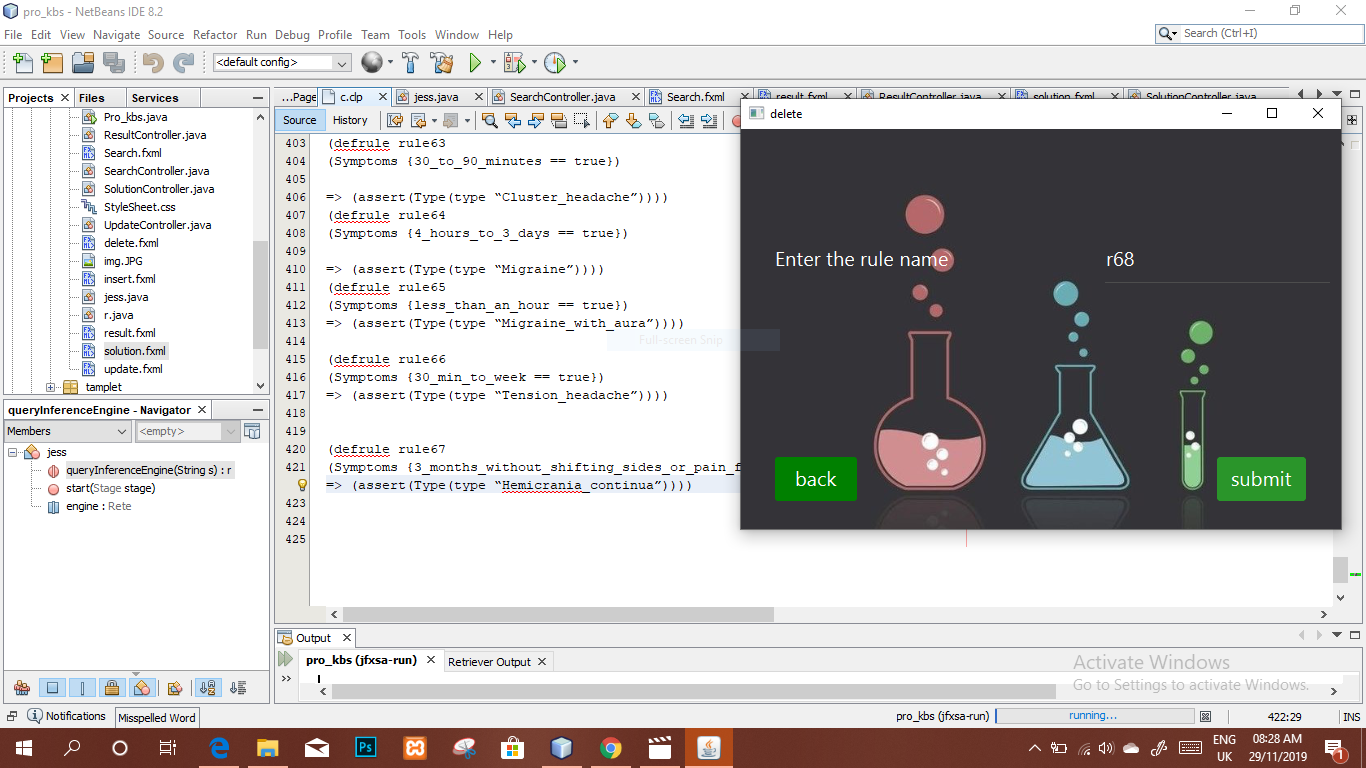 pro_kbs - NetBeans IDE 8.2
File Edit View Navigate Source Refactor Run Debug Profile Team Tools Window Help
Search (Ctrl+I)
<default config>
Projects Files Services
Pro_kbs.java
ResultController.java
Search.fxml
SearchController.java
SolutionController.java
StyleSheet.css
UpdateController.java
delete.fxml
img.JPG
insert.fxml
jess.java
r.java
result.fxml
solution.fxml
update.fxml
tamplet
queryInferenceEngine - Navigator
Members <empty>
jess
queryInferenceEngine(String s) : r
start(Stage stage)
engine : Rete
...Page c.clp jess.java SearchController.java Search.fxml result.fxml ResultController.java solution.fxml SolutionController.java
Source History
403 (defrule rule63
404 (Symptoms {30_to_90_minutes == true})
405
406 => (assert(Type(type “Cluster_headache”))))
407 (defrule rule64
408 (Symptoms {4_hours_to_3_days == true})
409
410 => (assert(Type(type “Migraine”))))
411 (defrule rule65
412 (Symptoms {less_than_an_hour == true})
413 => (assert(Type(type “Migraine_with_aura”))))
414
Full-screen Snip
415 (defrule rule66
416 (Symptoms {30_min_to_week == true})
417 => (assert(Type(type “Tension_headache”))))
418
419
420 (defrule rule67
421 (Symptoms {3_months_without_shifting_sides_or_pain_f
=> (assert(Type(type “Hemicrania_continua”))))
423
424
425
delete
Enter the rule name r68
back submit
Output
pro_kbs (jfxsa-run) Retriever Output
Activate Windows
Go to Settings to activate Windows.
Notifications Misspelled Word pro_kbs (jfxsa-run) running... 422:29 INS
ENG
UK
08:28 AM
29/11/2019
1